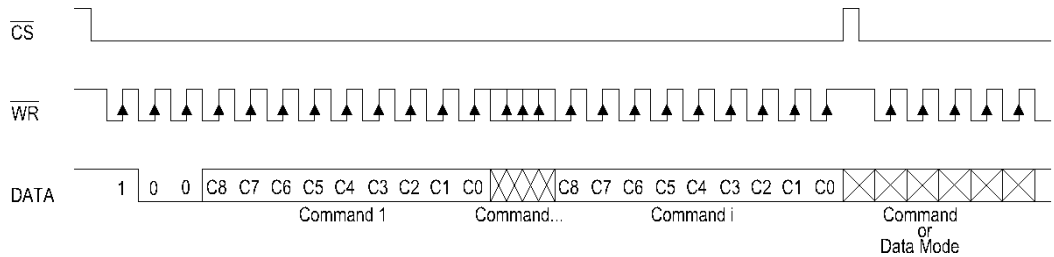 CS
WR
DATA 1 0 0 C8 C7 C6 C5 C4 C3 C2 C1 C0 C8 C7 C6 C5 C4 C3 C2 C1 C0
Command 1 Command... Command i Command
or
Data Mode